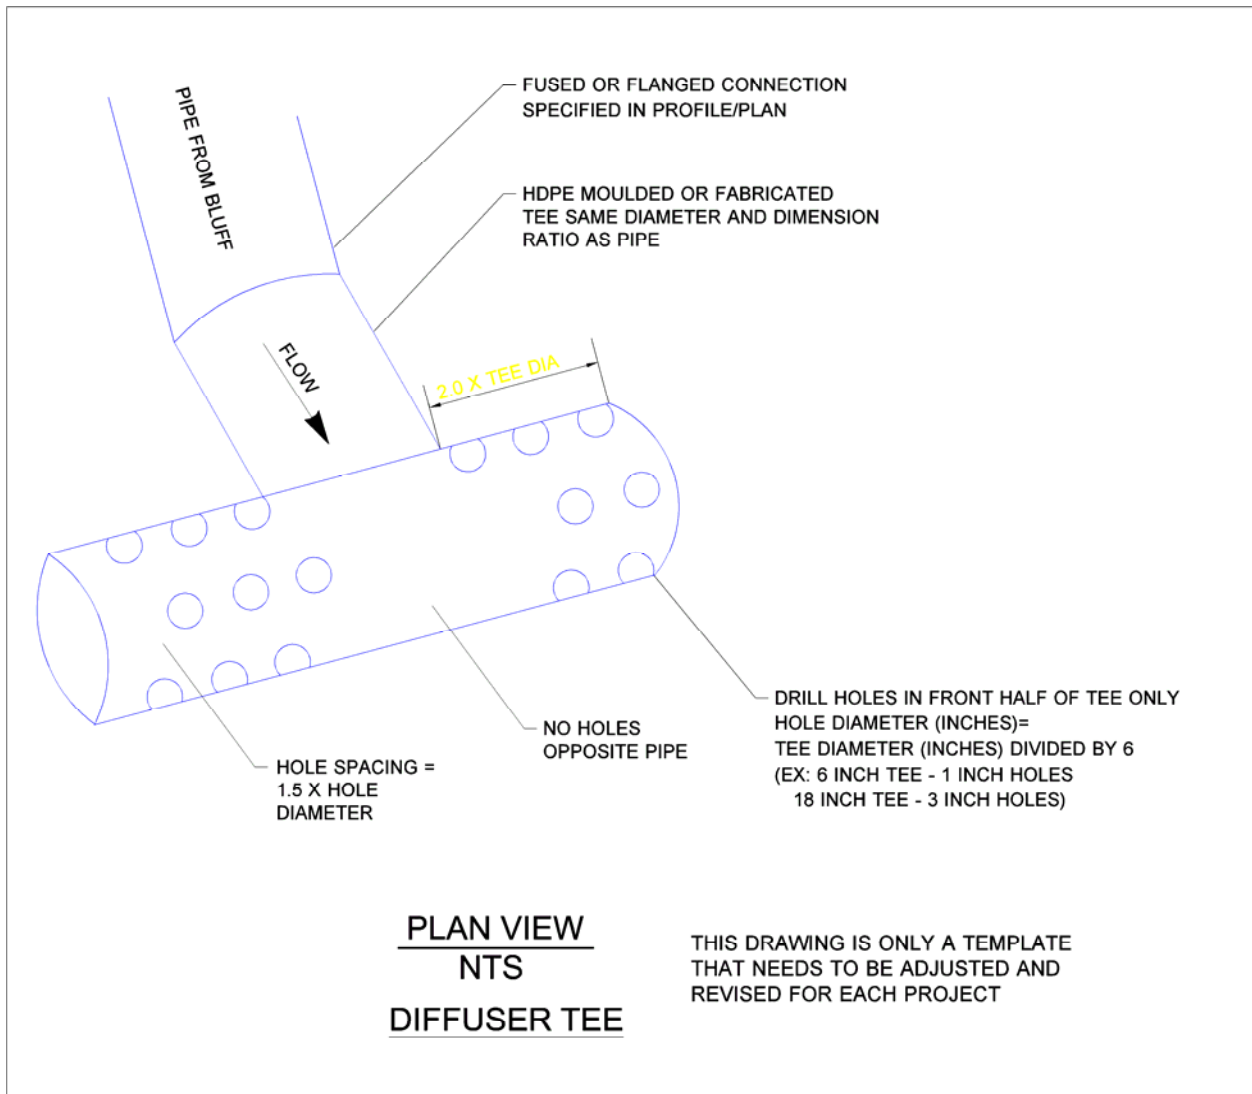 PIPE FROM BLUFF
FUSED OR FLANGED CONNECTION
SPECIFIED IN PROFILE/PLAN
HDPE MOULDED OR FABRICATED
TEE SAME DIAMETER AND DIMENSION
RATIO AS PIPE
FLOW
2.0 X TEE DIA
DRILL HOLES IN FRONT HALF OF TEE ONLY
HOLE DIAMETER (INCHES)=
TEE DIAMETER (INCHES) DIVIDED BY 6
(EX: 6 INCH TEE - 1 INCH HOLES
18 INCH TEE - 3 INCH HOLES)
NO HOLES
OPPOSITE PIPE
HOLE SPACING =
1.5 X HOLE
DIAMETER
PLAN VIEW
NTS
DIFFUSER TEE
THIS DRAWING IS ONLY A TEMPLATE
THAT NEEDS TO BE ADJUSTED AND
REVISED FOR EACH PROJECT